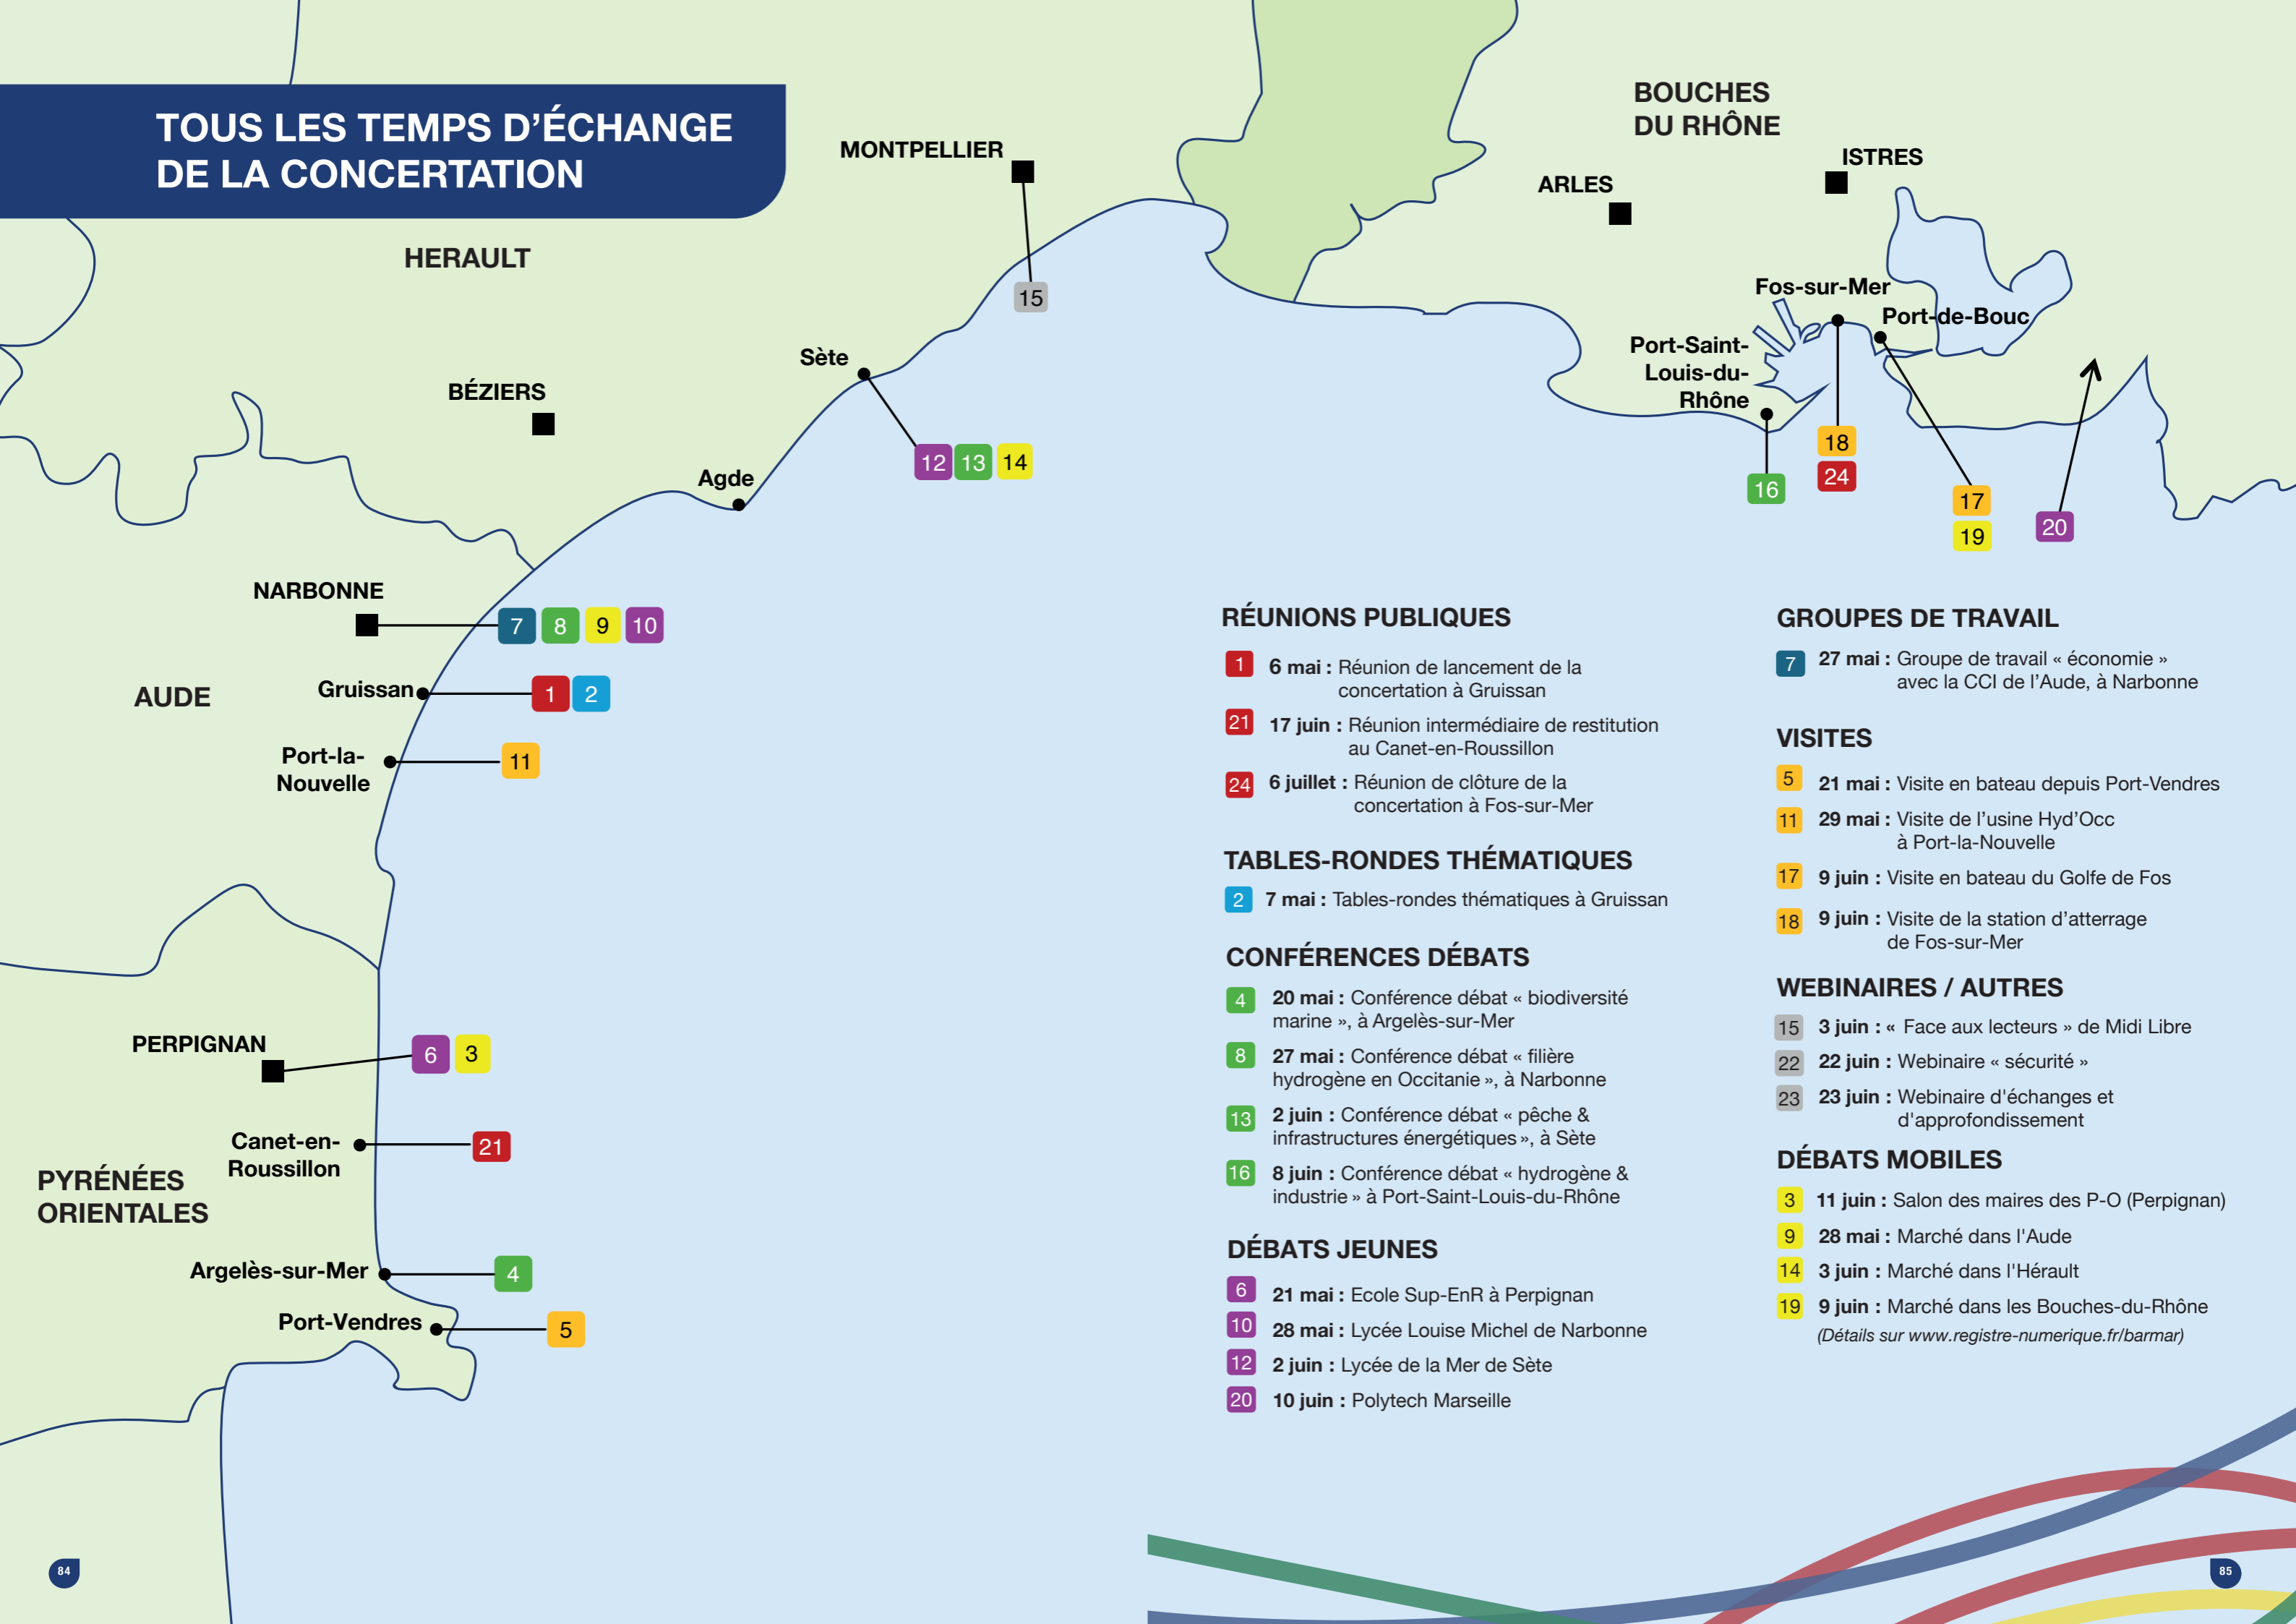 TOUS LES TEMPS D’ÉCHANGE
DE LA CONCERTATION
HERAULT
MONTPELLIER
15
BÉZIERS
Sète
12 13 14
Agde
NARBONNE
7 8 9 10
AUDE
Gruissan
1 2
Port-la-
Nouvelle
11
PERPIGNAN
6 3
Canet-en-
Roussillon
21
PYRÉNÉES
ORIENTALES
Argelès-sur-Mer
4
Port-Vendres
5
84
BOUCHES
DU RHÔNE
ISTRES
ARLES
Fos-sur-Mer
Port-de-Bouc
Port-Saint-
Louis-du-
Rhône
16
18
24
17
19
20
RÉUNIONS PUBLIQUES
1 6 mai : Réunion de lancement de la
concertation à Gruissan
21 17 juin : Réunion intermédiaire de restitution
au Canet-en-Roussillon
24 6 juillet : Réunion de clôture de la
concertation à Fos-sur-Mer
TABLES-RONDES THÉMATIQUES
2 7 mai : Tables-rondes thématiques à Gruissan
CONFÉRENCES DÉBATS
4 20 mai : Conférence débat « biodiversité
marine », à Argelès-sur-Mer
8 27 mai : Conférence débat « filière
hydrogène en Occitanie », à Narbonne
13 2 juin : Conférence débat « pêche &
infrastructures énergétiques », à Sète
16 8 juin : Conférence débat « hydrogène &
industrie » à Port-Saint-Louis-du-Rhône
DÉBATS JEUNES
6 21 mai : Ecole Sup-EnR à Perpignan
10 28 mai : Lycée Louise Michel de Narbonne
12 2 juin : Lycée de la Mer de Sète
20 10 juin : Polytech Marseille
GROUPES DE TRAVAIL
7 27 mai : Groupe de travail « économie »
avec la CCI de l’Aude, à Narbonne
VISITES
5 21 mai : Visite en bateau depuis Port-Vendres
11 29 mai : Visite de l’usine Hyd’Occ
à Port-la-Nouvelle
17 9 juin : Visite en bateau du Golfe de Fos
18 9 juin : Visite de la station d’atterrage
de Fos-sur-Mer
WEBINAIRES / AUTRES
15 3 juin : « Face aux lecteurs » de Midi Libre
22 22 juin : Webinaire « sécurité »
23 23 juin : Webinaire d'échanges et
d'approfondissement
DÉBATS MOBILES
3 11 juin : Salon des maires des P-O (Perpignan)
9 28 mai : Marché dans l'Aude
14 3 juin : Marché dans l'Hérault
19 9 juin : Marché dans les Bouches-du-Rhône
(Détails sur www.registre-numerique.fr/barmar)
85